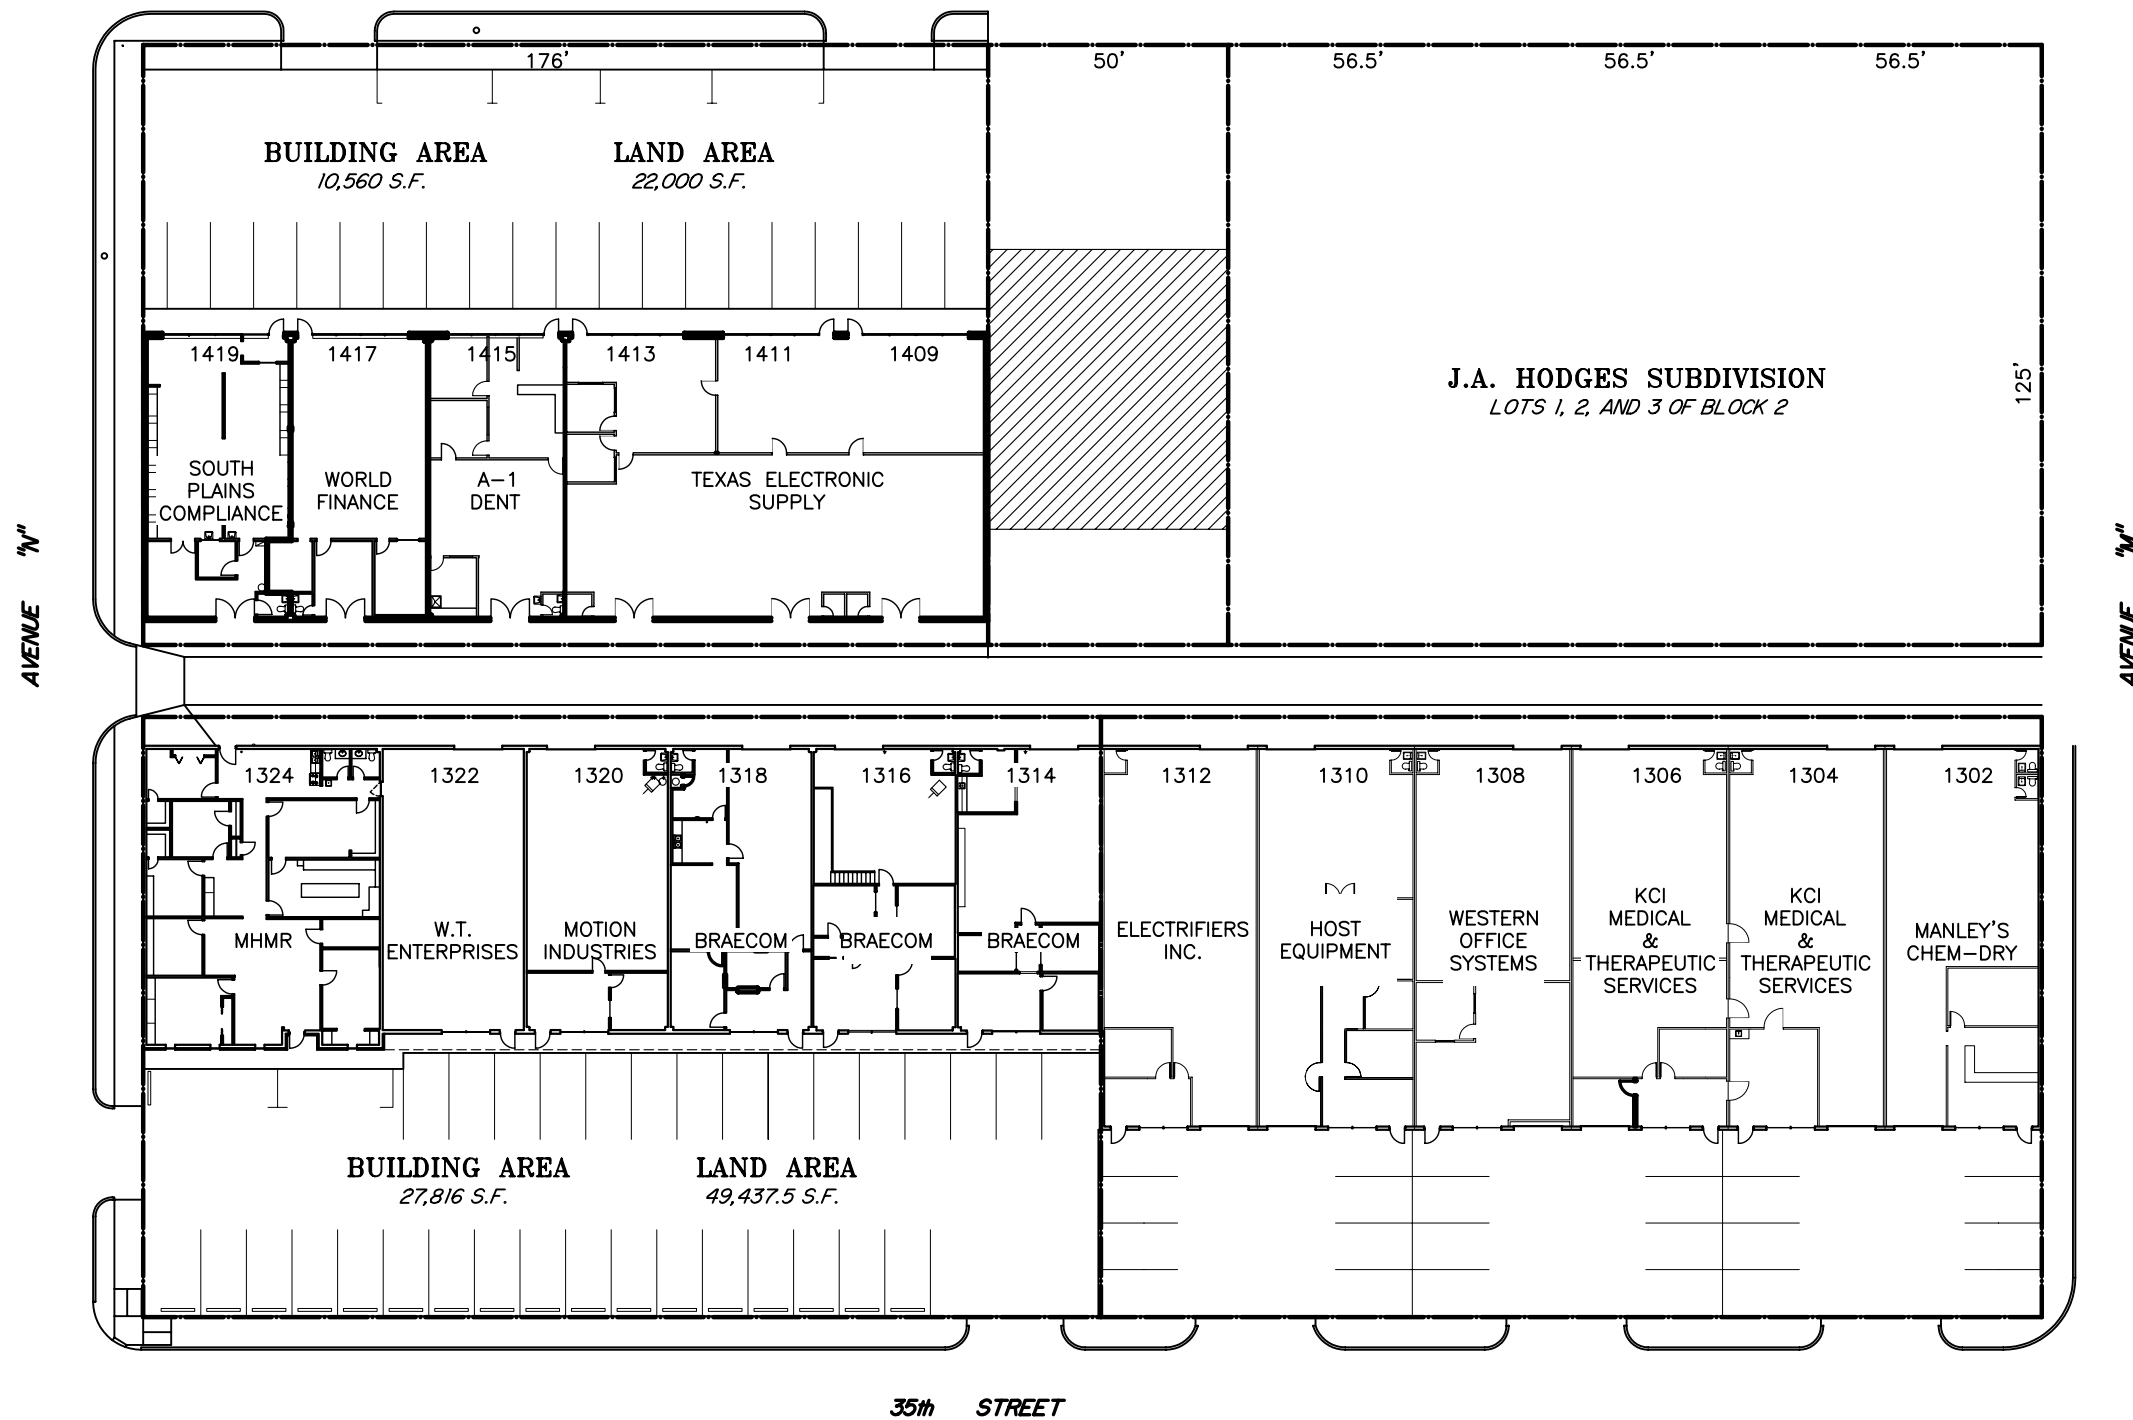 176' 50' 56.5' 56.5' 56.5'
BUILDING AREA LAND AREA
10,560 S.F. 22,000 S.F.
1419 1417 1415 1413 1411 1409
J.A. HODGES SUBDIVISION
LOTS 1, 2, AND 3 OF BLOCK 2
125'
SOUTH
PLAINS
COMPLIANCE
WORLD
FINANCE
A-1
DENT
TEXAS ELECTRONIC
SUPPLY
AVENUE "N"
AVENUE "M"
1324 1322 1320 1318 1316 1314 1312 1310 1308 1306 1304 1302
MHMR
W.T.
ENTERPRISES
MOTION
INDUSTRIES
BRAECOM
BRAECOM
BRAECOM
ELECTRIFIERS
INC.
HOST
EQUIPMENT
WESTERN
OFFICE
SYSTEMS
KCI
MEDICAL
&
THERAPEUTIC
SERVICES
KCI
MEDICAL
&
THERAPEUTIC
SERVICES
MANLEY'S
CHEM-DRY
BUILDING AREA LAND AREA
27,816 S.F. 49,437.5 S.F.
35th STREET